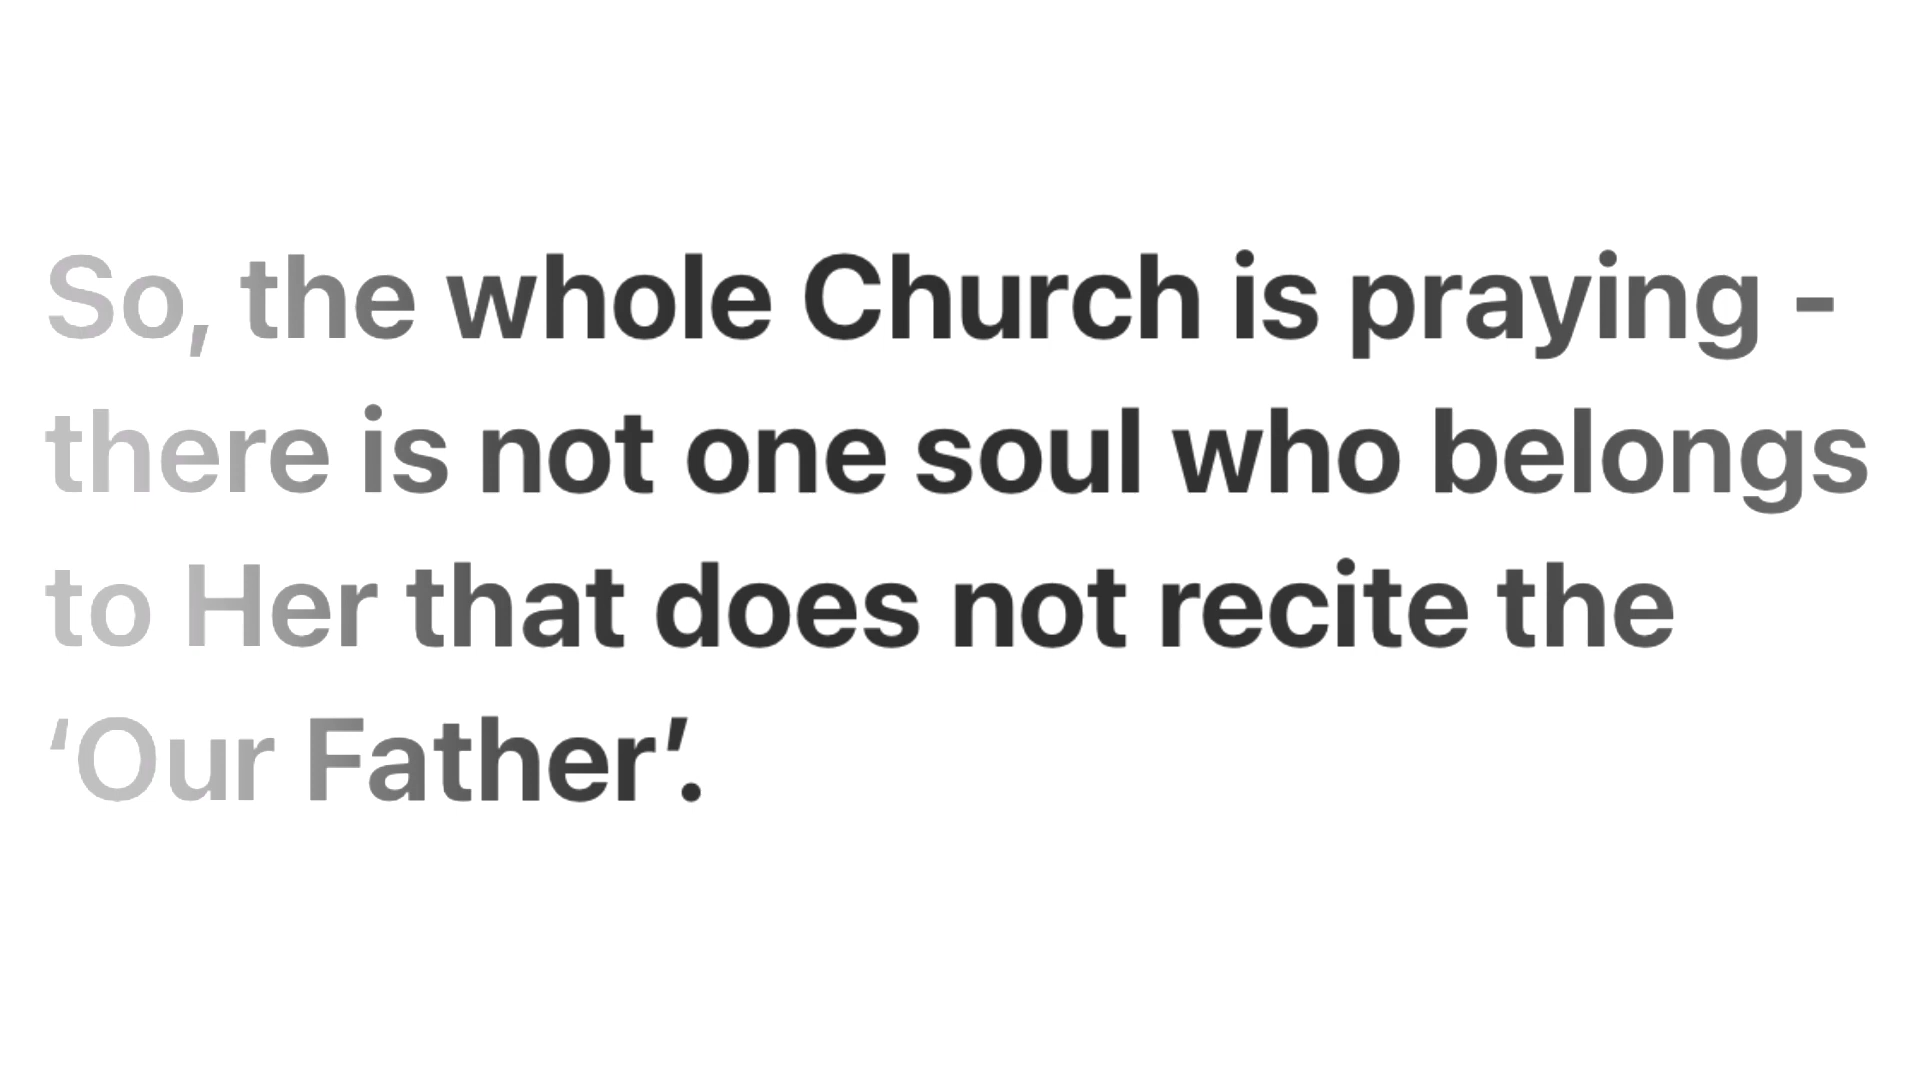 So, the whole Church is praying -
there is not one soul who belongs
to Her that does not recite the
‘Our Father’.